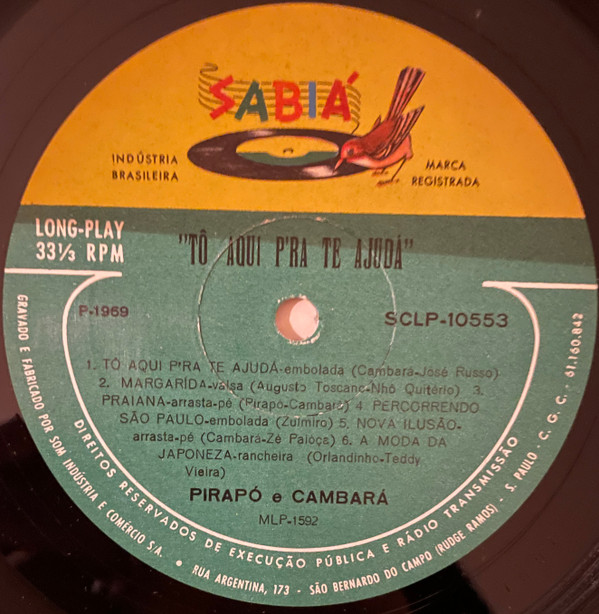 SABIÁ
INDÚSTRIA
BRASILEIRA
MARCA
REGISTRADA
LONG-PLAY
33⅓ RPM
"TÔ AQUI P'RA TE AJUDÁ"
P-1969
SCLP-10553
1. TÔ AQUI P'RA TE AJUDÁ-embolada (Cambará-José Russo)
2. MARGARÍDA-valsa (Augusto Toscano-Nhô Quitério) 3.
PRAIANA-arrasta-pé (Pirapó-Cambará) 4 PERCORRENDO
SÃO PAULO-embolada (Zulmiro) 5. NOVA ILUSÃO-
arrasta-pé (Cambará-Zé Paióça) 6. A MODA DA
JAPONEZA-rancheira (Orlandinho-Teddy
Vieira)
PIRAPÓ e CAMBARÁ
MLP-1592
DIREITOS RESERVADOS DE EXECUÇÃO PÚBLICA E RÁDIO TRANSMISSÃO
GRAVADO E FABRICADO POR SOM INDÚSTRIA E COMÉRCIO S.A. • RUA ARGENTINA, 173 - SÃO BERNARDO DO CAMPO (RUDGE RAMOS) - S. PAULO - C. G. C. - 61.160.842